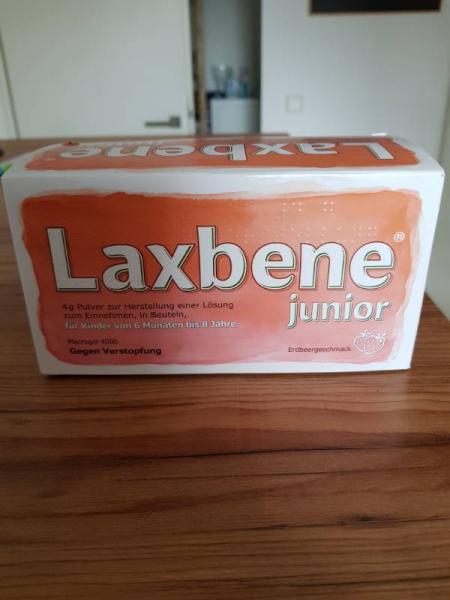 Laxbene
Laxbene®
junior
4g Pulver zur Herstellung einer Lösung
zum Einnehmen, in Beuteln,
für Kinder von 6 Monaten bis 8 Jahre.
Macrogol 4000
Gegen Verstopfung
Erdbeergeschmack